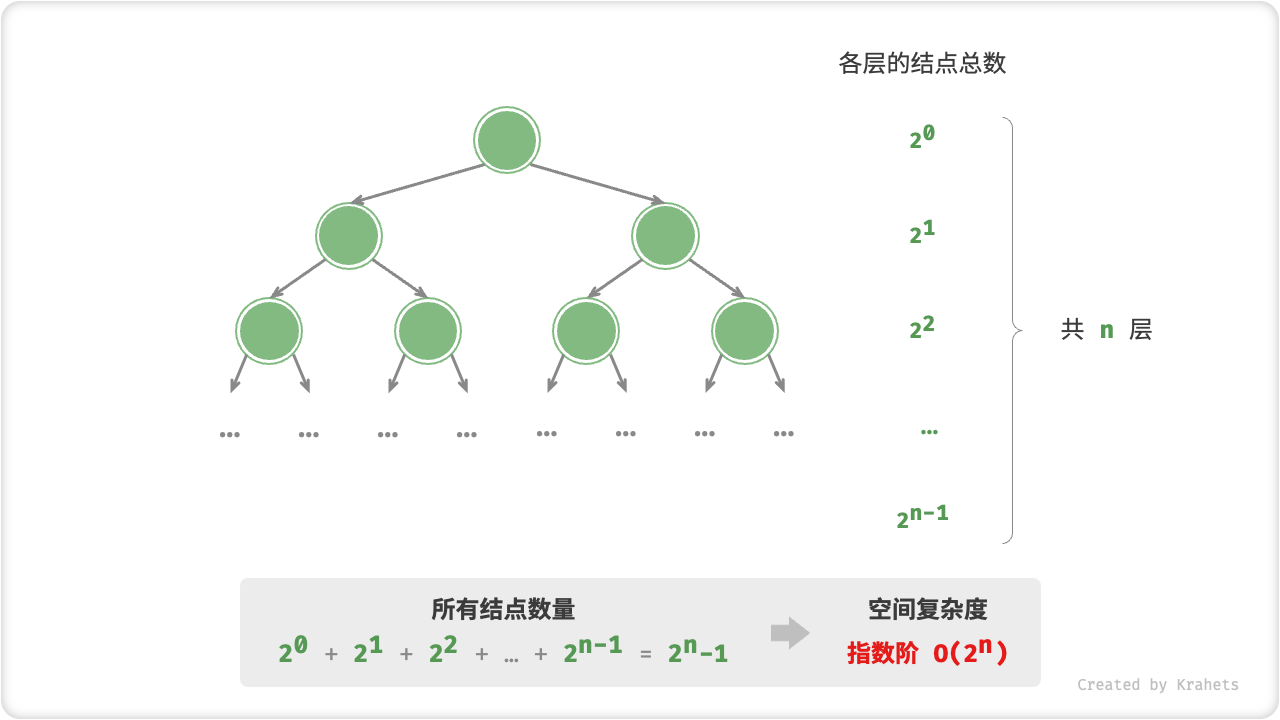 各层的结点总数
2^0
2^1
2^2
…
2^{n-1}
共 n 层
… … … … … … … …
所有结点数量
2^0 + 2^1 + 2^2 + … + 2^{n-1} = 2^n-1
空间复杂度
指数阶 O(2^n)
Created by Krahets